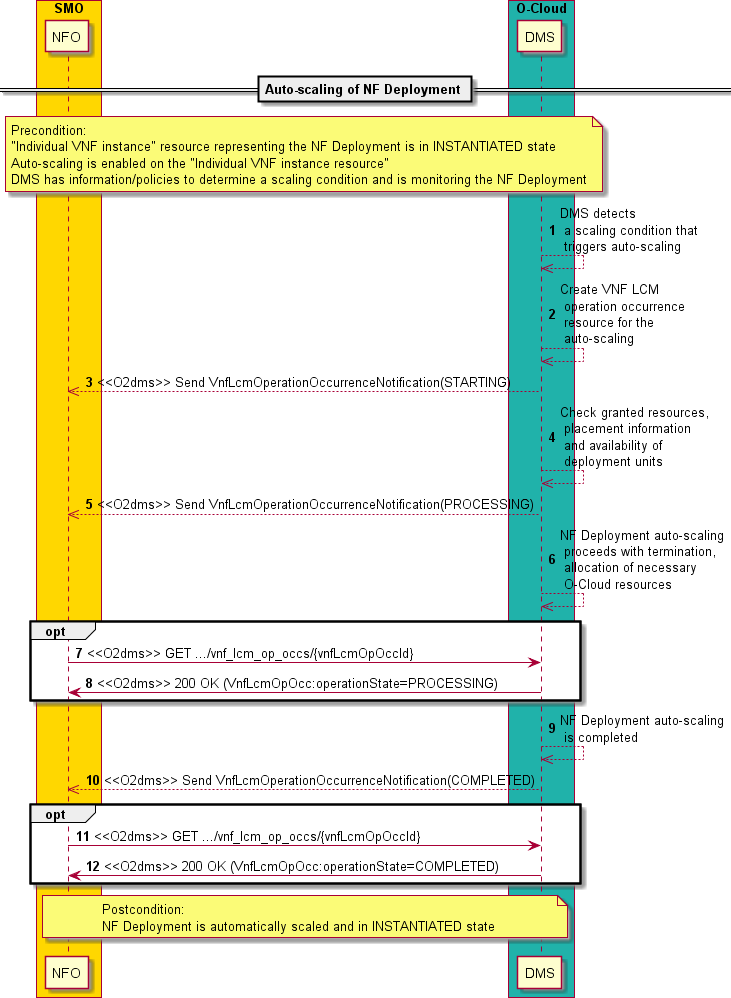 SMO
O-Cloud
NFO
DMS
Auto-scaling of NF Deployment
Precondition:
"Individual VNF instance" resource representing the NF Deployment is in INSTANTIATED state
Auto-scaling is enabled on the "Individual VNF instance resource"
DMS has information/policies to determine a scaling condition and is monitoring the NF Deployment
DMS detects
1 a scaling condition that
triggers auto-scaling
Create VNF LCM
operation occurrence
2 resource for the
auto-scaling
3 <<O2dms>> Send VnfLcmOperationOccurrenceNotification(STARTING)
Check granted resources,
placement information
4 and availability of
deployment units
5 <<O2dms>> Send VnfLcmOperationOccurrenceNotification(PROCESSING)
NF Deployment auto-scaling
proceeds with termination,
6 allocation of necessary
O-Cloud resources
opt
7 <<O2dms>> GET .../vnf_lcm_op_occs/{vnfLcmOpOccId}
8 <<O2dms>> 200 OK (VnfLcmOpOcc:operationState=PROCESSING)
9 NF Deployment auto-scaling
is completed
10 <<O2dms>> Send VnfLcmOperationOccurrenceNotification(COMPLETED)
opt
11 <<O2dms>> GET .../vnf_lcm_op_occs/{vnfLcmOpOccId}
12 <<O2dms>> 200 OK (VnfLcmOpOcc:operationState=COMPLETED)
Postcondition:
NF Deployment is automatically scaled and in INSTANTIATED state
NFO
DMS